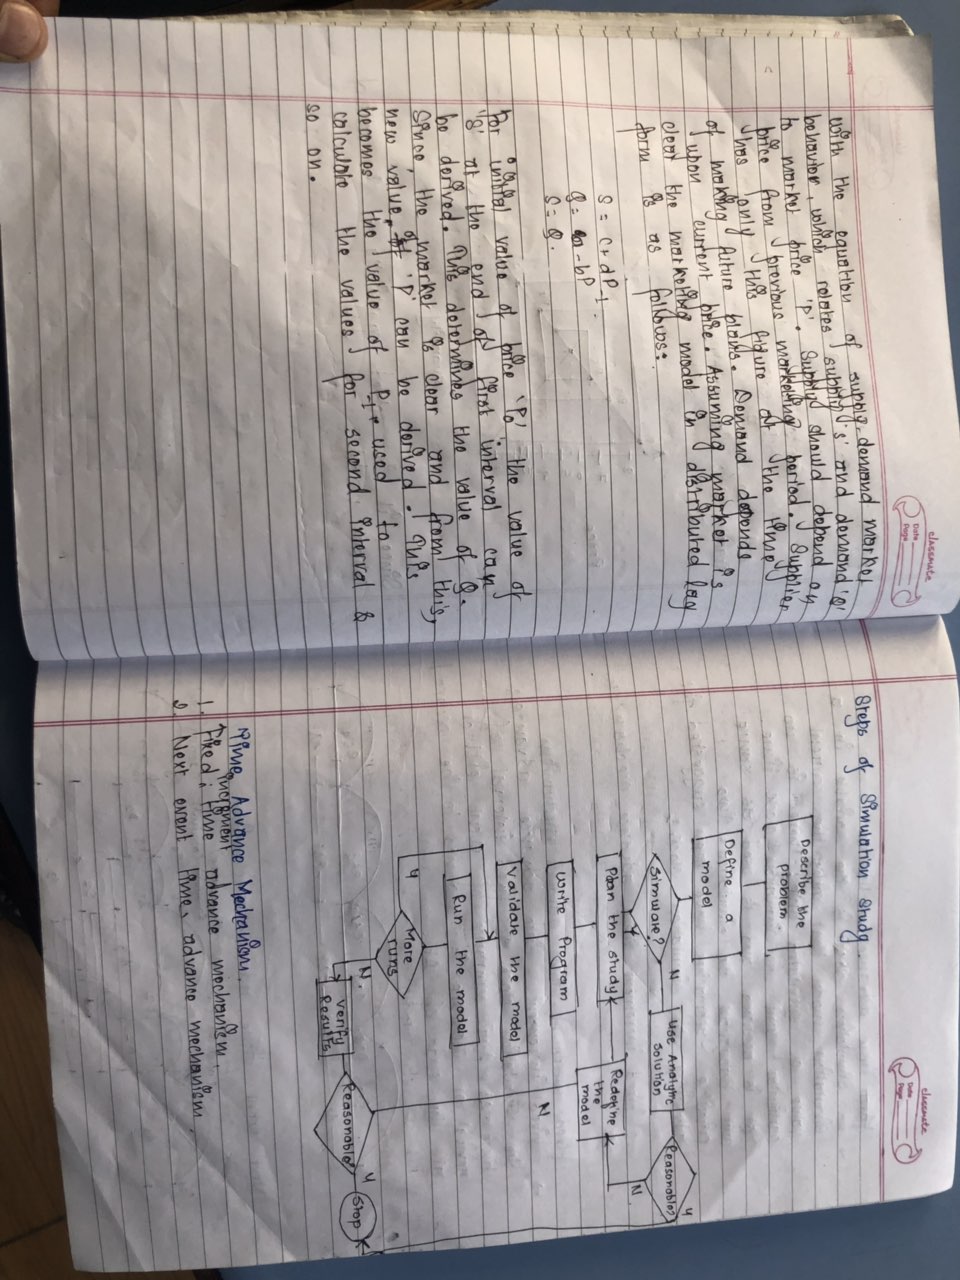 classmate
Date
Page
with the equation of supply-demand market
behavior, which relates supply 's' and demand 'Q'
to market price 'P'. Supply should depend on
price from previous marketing period. Supplier
has only this figure at the time
of making future plans. Demand depends
of upon current price. Assuming market is
clear the marketing model in distributed lag
form is as follows:
S = c+dP-1
Q = a-bP
S = Q.
For initial value of price 'P0', the value of
's' at the end of first interval can
be derived. This determines the value of Q.
Since, the market is clear and from this,
new value of 'P' can be derived. This
becomes the value of P-1 used to
calculate the values for second interval &
so on.
classmate
Date
Page
Steps of Simulation Study
Describe the
problem.
Define a
model
Simware?
N
Use Analytic
solution
Reasonable?
Y
N
Plan the study
Redefine
the
model
Write Program
Validate the model
N
Run the model
More
runs
Y
N.
Verify
Results
Reasonable?
Y
Stop
Time Advance Mechanism.
1. Fixed increment time advance mechanism.
2. Next event time advance mechanism